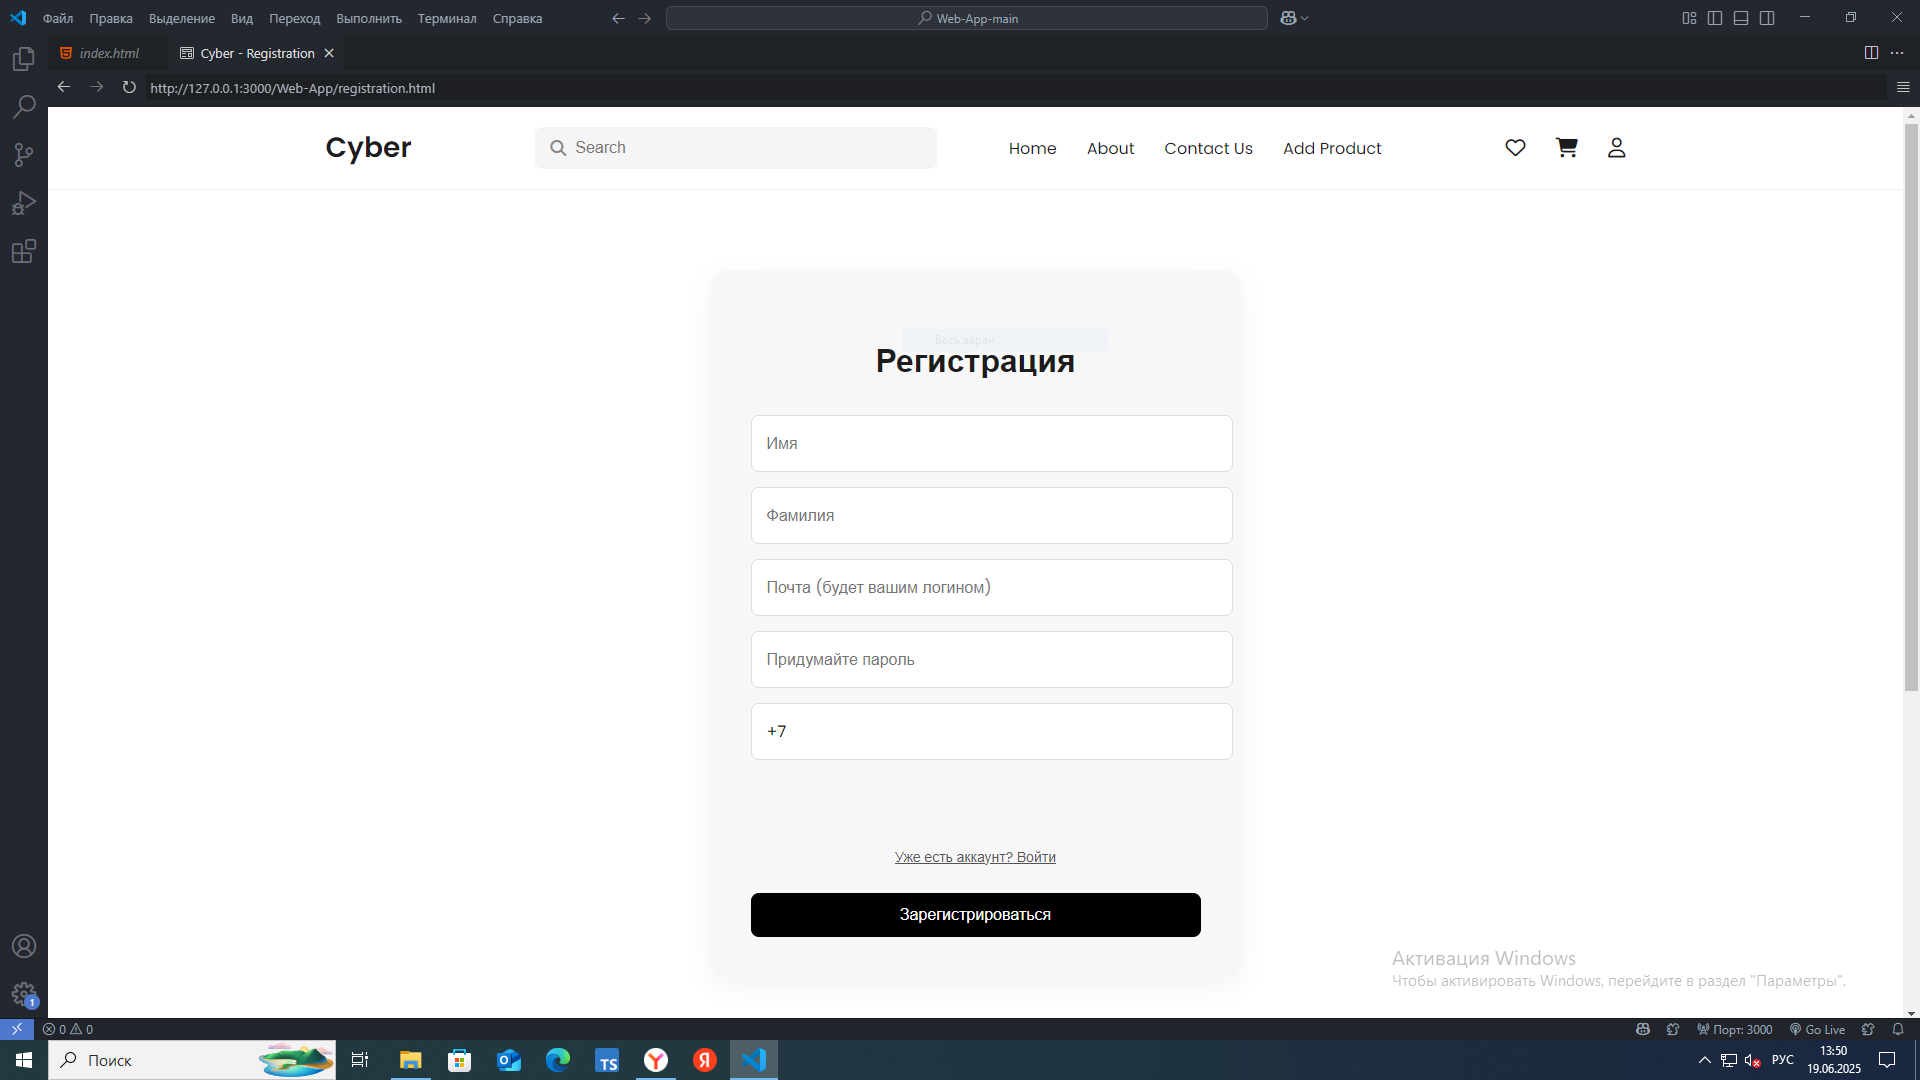 Файл Правка Выделение Вид Переход Выполнить Терминал Справка
Web-App-main
index.html
Cyber - Registration
http://127.0.0.1:3000/Web-App/registration.html
Cyber
Search
Home About Contact Us Add Product
Весь экран
Регистрация
Имя
Фамилия
Почта (будет вашим логином)
Придумайте пароль
+7
Уже есть аккаунт? Войти
Зарегистрироваться
Активация Windows
Чтобы активировать Windows, перейдите в раздел "Параметры".
1
0 0
Порт: 3000
Go Live
Поиск
TS
Я
РУС
13:50
19.06.2025